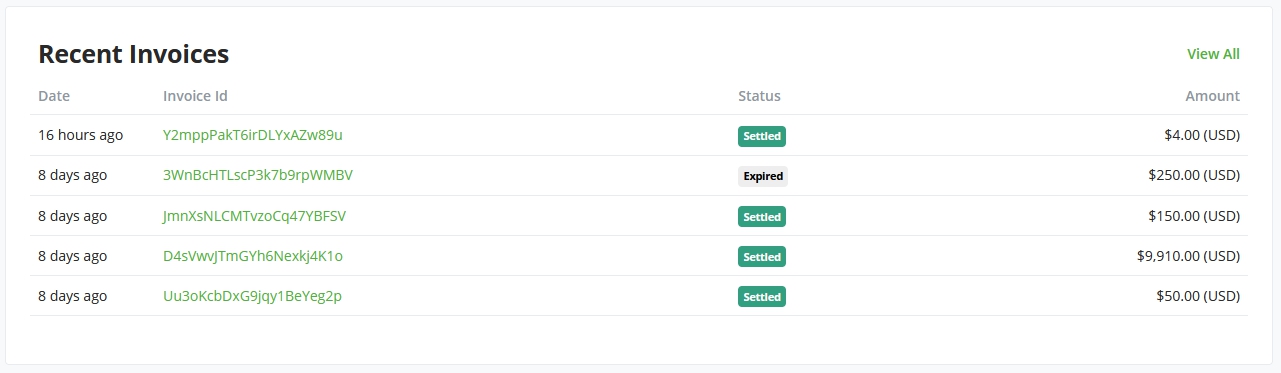 Recent Invoices View All
Date Invoice Id Status Amount
16 hours ago Y2mppPakT6irDLYxAZw89u Settled $4.00 (USD)
8 days ago 3WnBcHTLscP3k7b9rpWMBV Expired $250.00 (USD)
8 days ago JmnXsNLCMTvzoCq47YBFSV Settled $150.00 (USD)
8 days ago D4sVwvJTmGYh6Nexkj4K1o Settled $9,910.00 (USD)
8 days ago Uu3oKcbDxG9jqy1BeYeg2p Settled $50.00 (USD)